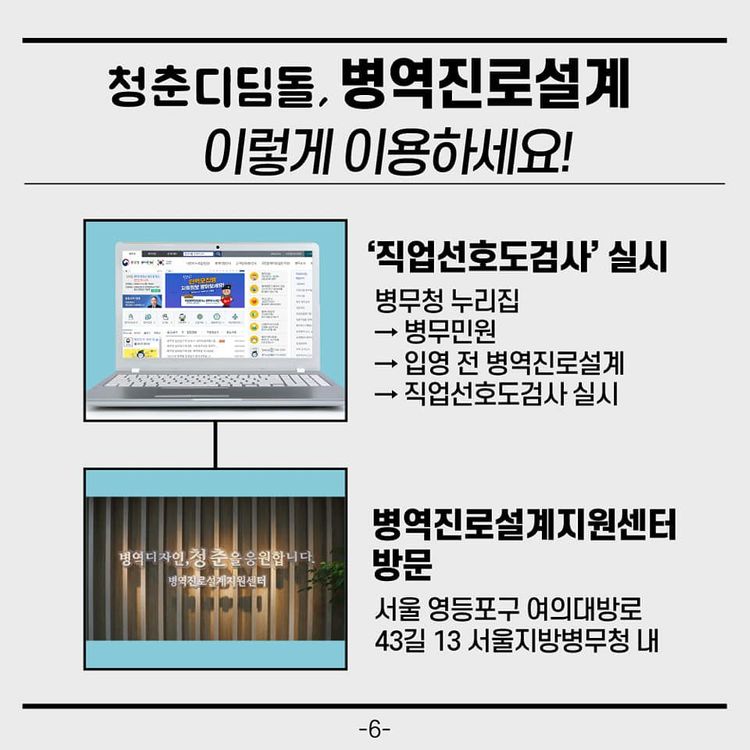 청춘디딤돌, 병역진로설계
이렇게 이용하세요!
'직업선호도검사' 실시
병무청 누리집
→ 병무민원
→ 입영 전 병역진로설계
→ 직업선호도검사 실시
병역디자인, 청춘을 응원합니다.
병역진로설계지원센터
병역진로설계지원센터
방문
서울 영등포구 여의대방로
43길 13 서울지방병무청 내
-6-